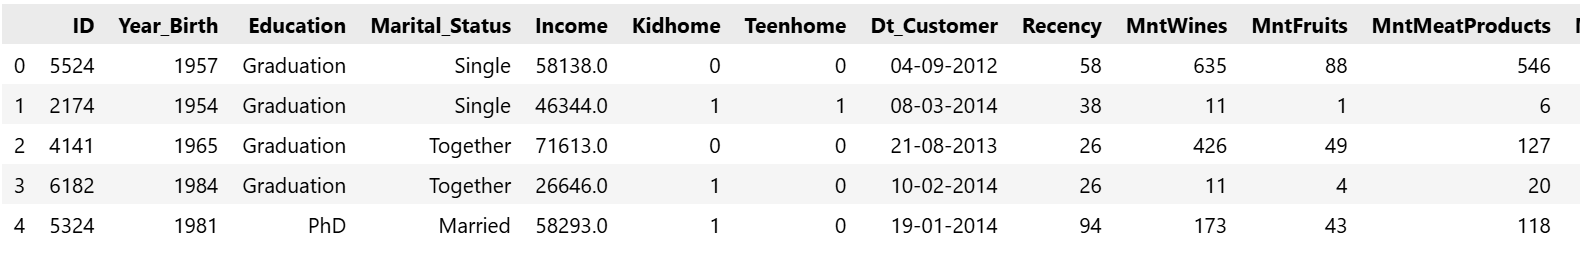 ID Year_Birth Education Marital_Status Income Kidhome Teenhome Dt_Customer Recency MntWines MntFruits MntMeatProducts
0 5524 1957 Graduation Single 58138.0 0 0 04-09-2012 58 635 88 546
1 2174 1954 Graduation Single 46344.0 1 1 08-03-2014 38 11 1 6
2 4141 1965 Graduation Together 71613.0 0 0 21-08-2013 26 426 49 127
3 6182 1984 Graduation Together 26646.0 1 0 10-02-2014 26 11 4 20
4 5324 1981 PhD Married 58293.0 1 0 19-01-2014 94 173 43 118